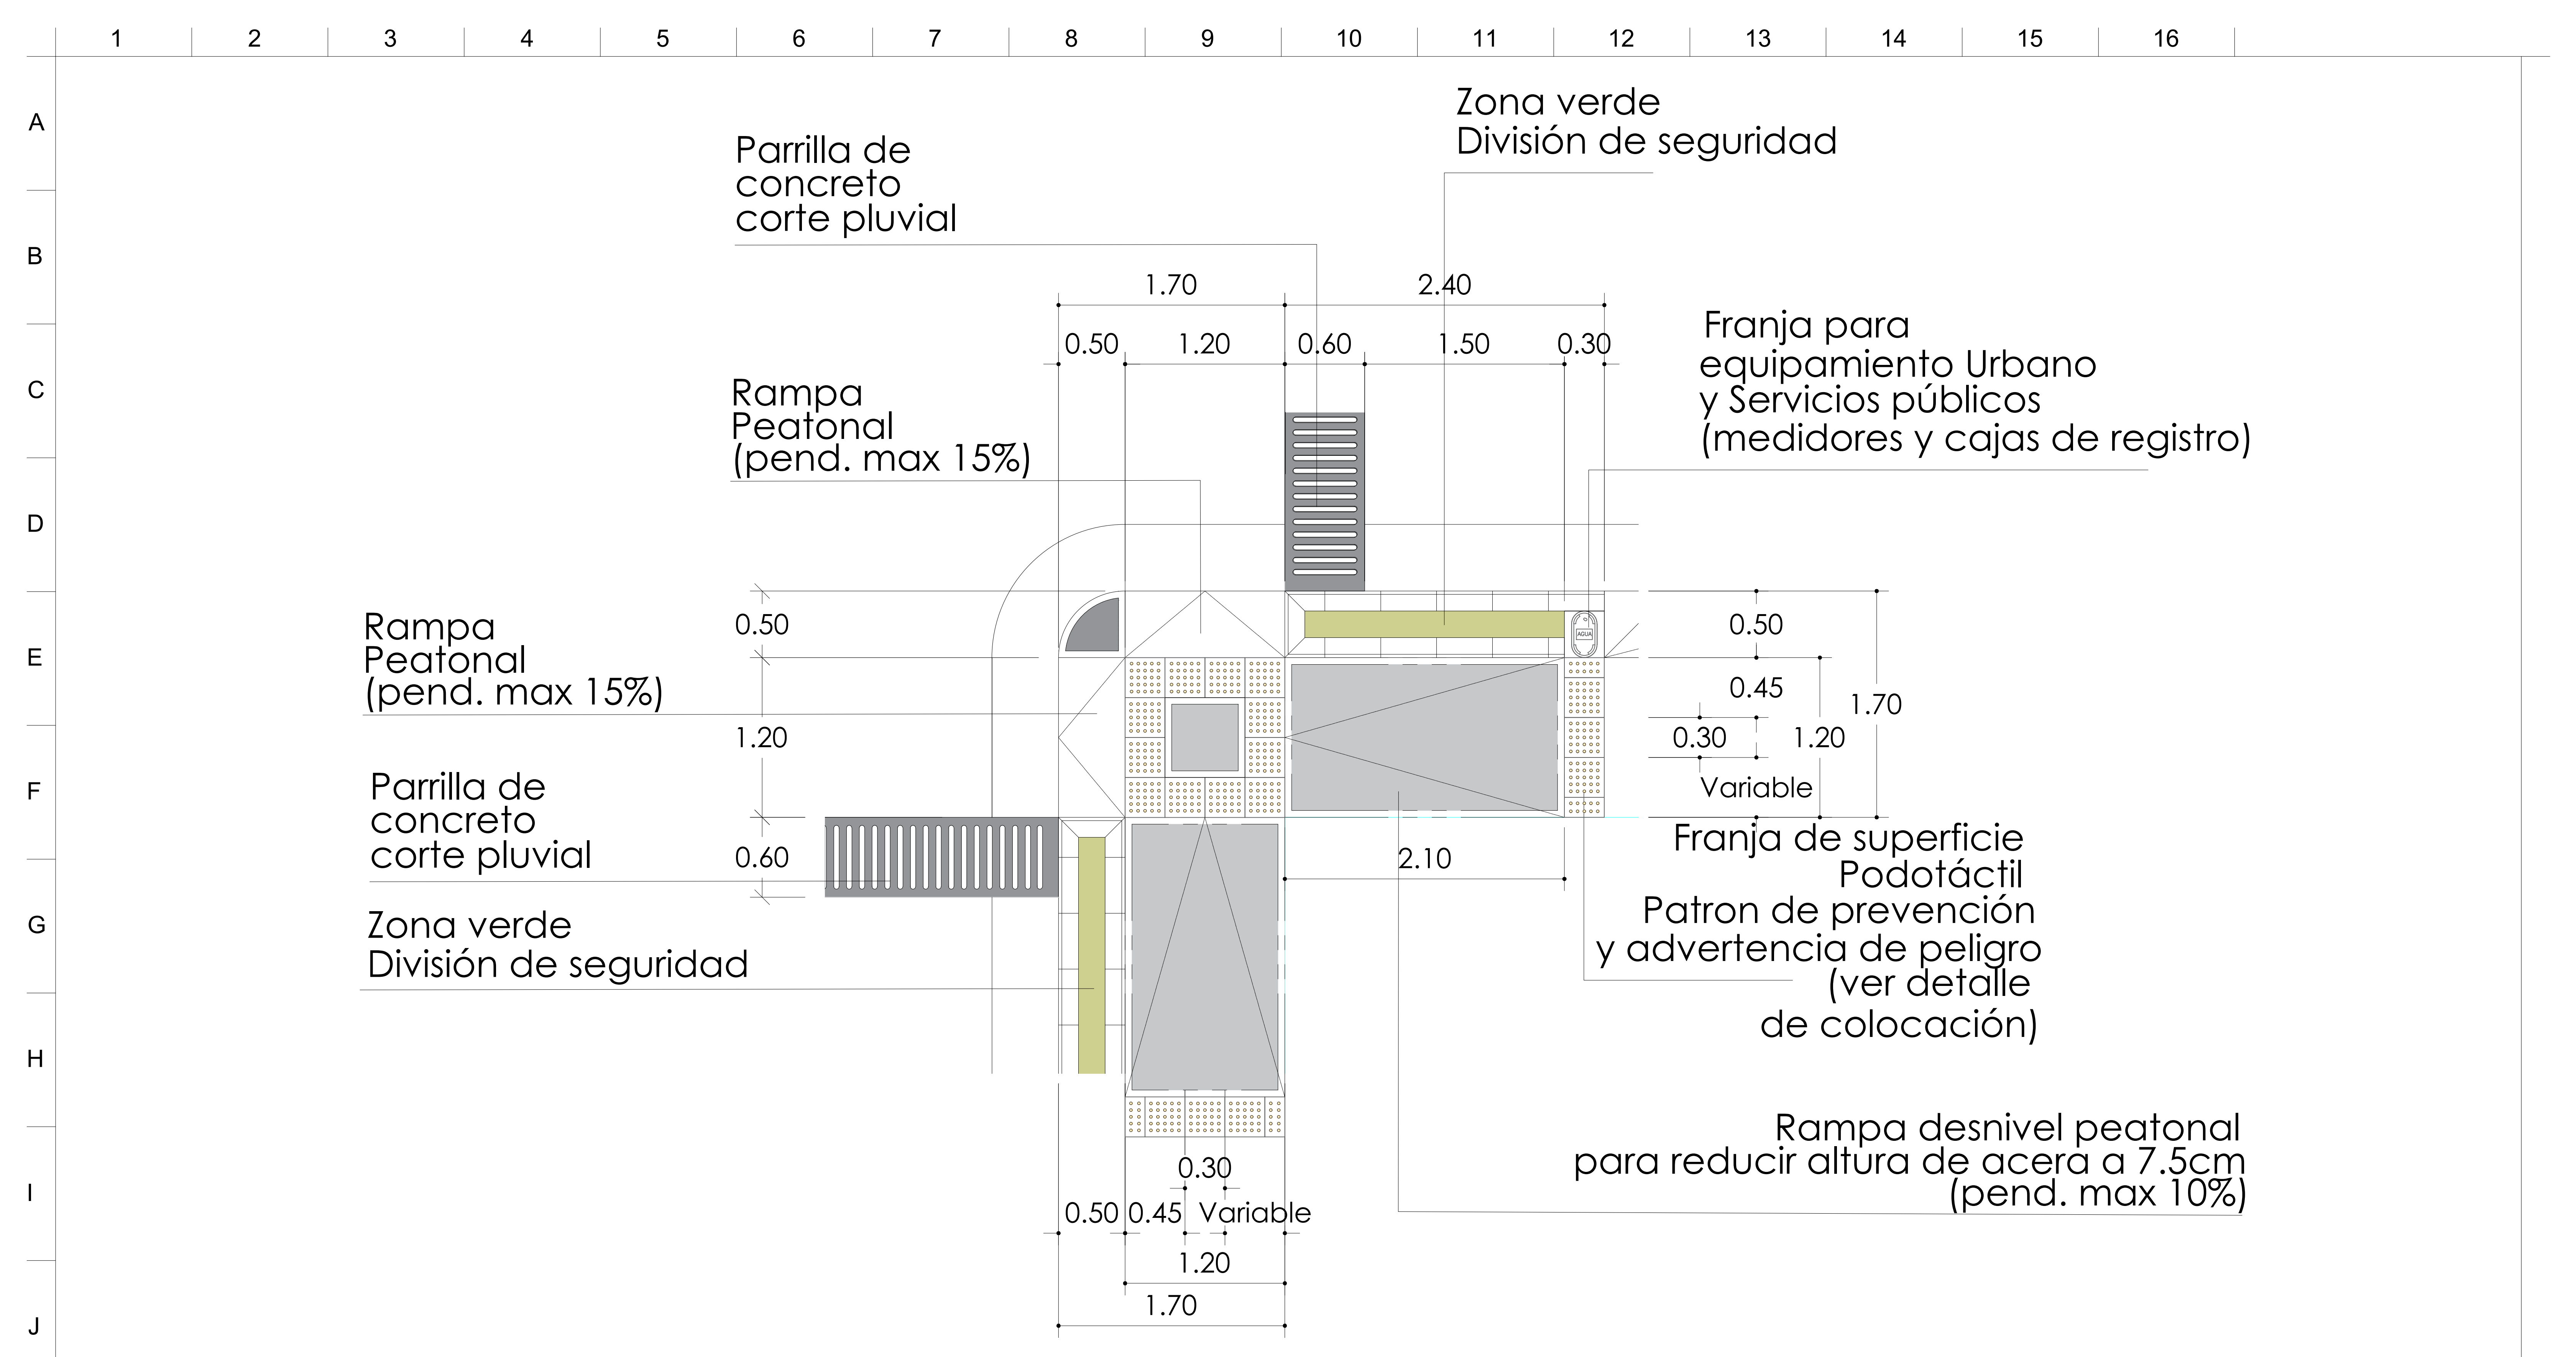 1 2 3 4 5 6 7 8 9 10 11 12 13 14 15 16
A
B
C
D
E
F
G
H
I
J
Zona verde
División de seguridad
Parrilla de
concreto
corte pluvial
1.70 2.40
0.50 1.20 0.60 1.50 0.30
Franja para
equipamiento Urbano
y Servicios públicos
(medidores y cajas de registro)
Rampa
Peatonal
(pend. max 15%)
Rampa
Peatonal
(pend. max 15%)
0.50
1.20
0.60
AGUA
0.50
0.45
0.30
Variable
1.20
1.70
Parrilla de
concreto
corte pluvial
Zona verde
División de seguridad
2.10
Franja de superficie
Podotáctil
Patron de prevención
y advertencia de peligro
(ver detalle
de colocación)
Rampa desnivel peatonal
para reducir altura de acera a 7.5cm
(pend. max 10%)
0.30
0.50 0.45 Variable
1.20
1.70